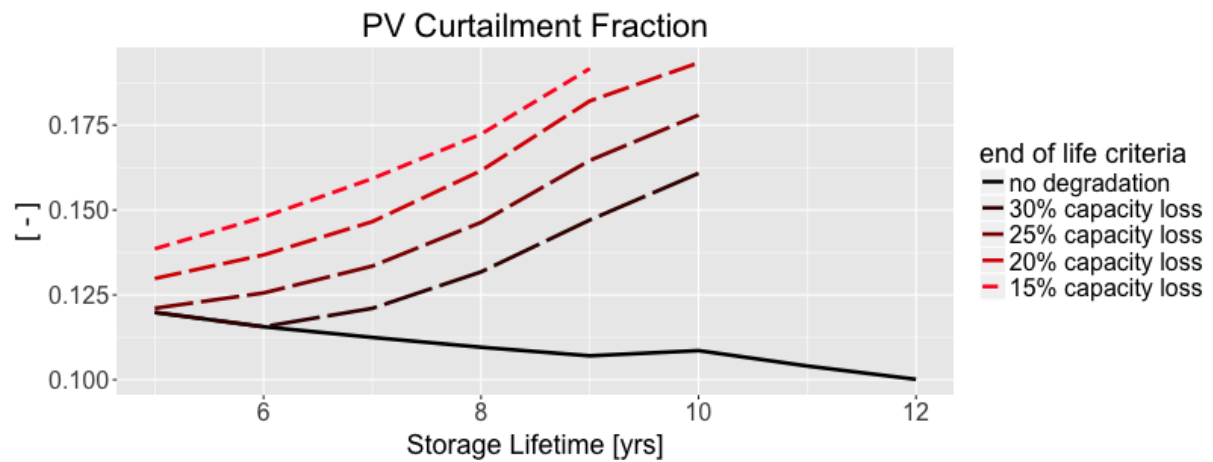 PV Curtailment Fraction
0.175
0.150
0.125
0.100
[ - ]
6 8 10 12
Storage Lifetime [yrs]
end of life criteria
no degradation
30% capacity loss
25% capacity loss
20% capacity loss
15% capacity loss